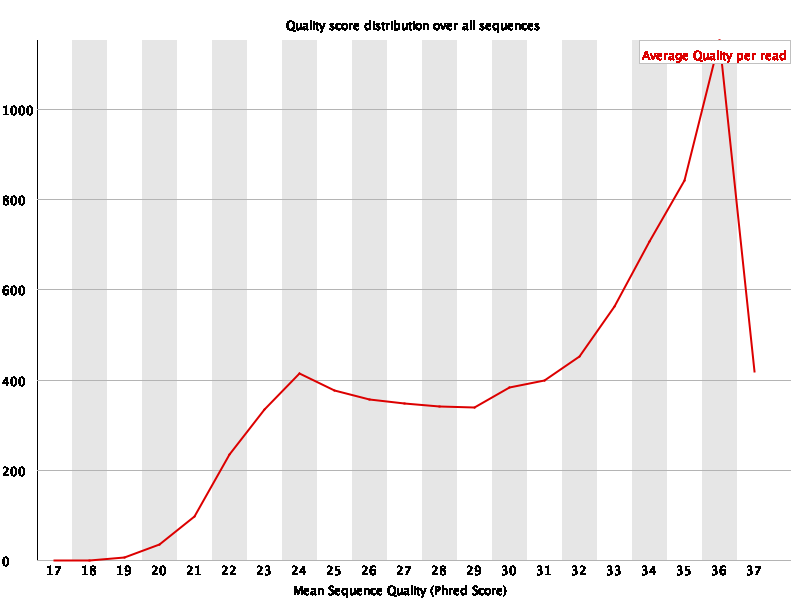 Quality score distribution over all sequences
Average Quality per read
1000
800
600
400
200
0
17 18 19 20 21 22 23 24 25 26 27 28 29 30 31 32 33 34 35 36 37
Mean Sequence Quality (Phred Score)